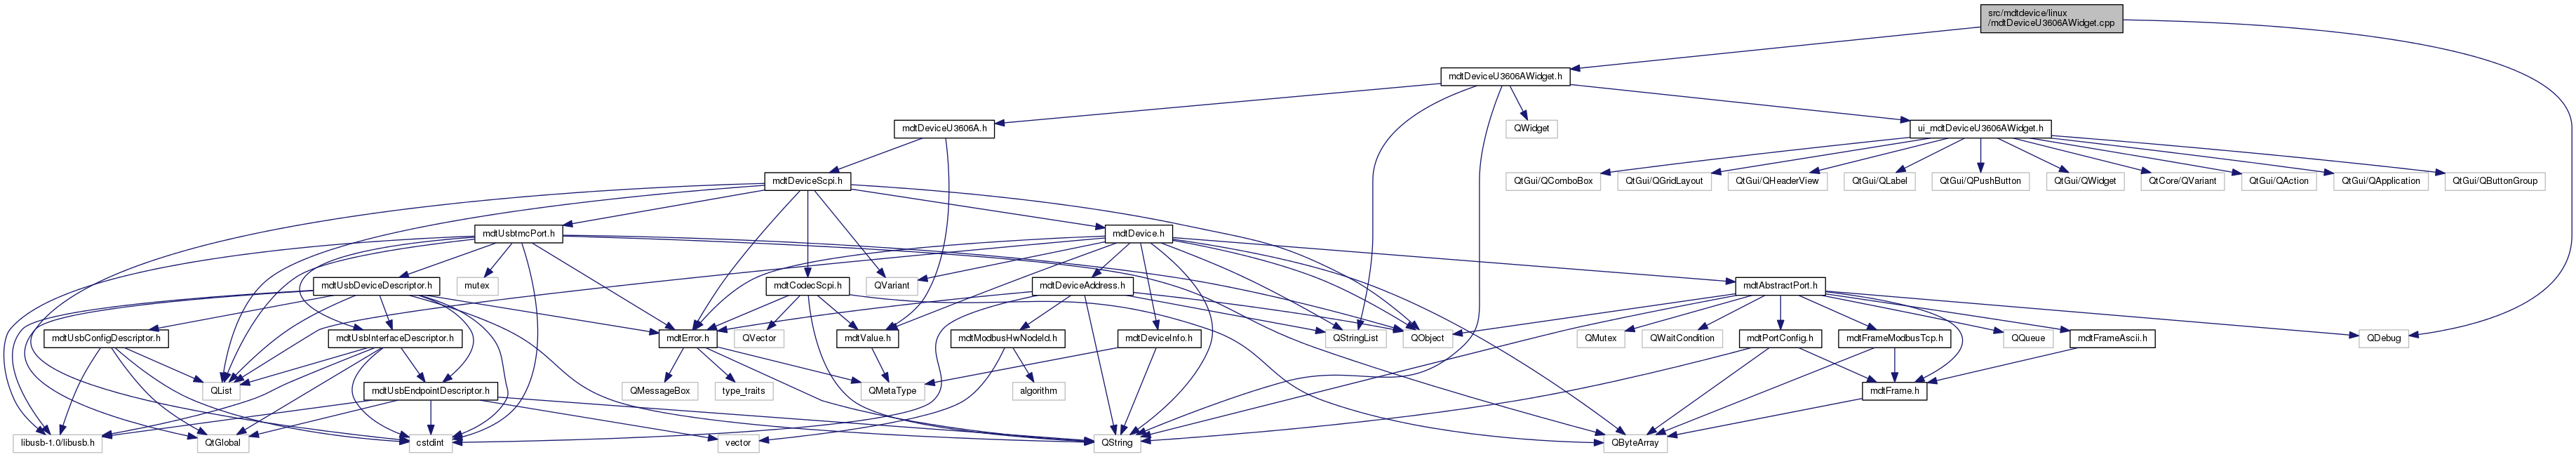 src/mdtdevice/linux
/mdtDeviceU3606AWidget.cpp
mdtDeviceU3606AWidget.h
mdtDeviceU3606A.h
QWidget
ui_mdtDeviceU3606AWidget.h
mdtDeviceScpi.h
QtGui/QComboBox
QtGui/QGridLayout
QtGui/QHeaderView
QtGui/QLabel
QtGui/QPushButton
QtGui/QWidget
QtCore/QVariant
QtGui/QAction
QtGui/QApplication
QtGui/QButtonGroup
mdtUsbtmcPort.h
mdtDevice.h
mdtUsbDeviceDescriptor.h
mutex
mdtCodecScpi.h
QVariant
mdtDeviceAddress.h
mdtAbstractPort.h
mdtUsbConfigDescriptor.h
mdtUsbInterfaceDescriptor.h
mdtError.h
QVector
mdtValue.h
mdtModbusHwNodeId.h
mdtDeviceInfo.h
QStringList
QObject
QMutex
QWaitCondition
mdtPortConfig.h
mdtFrameModbusTcp.h
QQueue
mdtFrameAscii.h
QDebug
QList
mdtUsbEndpointDescriptor.h
QMessageBox
type_traits
QMetaType
algorithm
mdtFrame.h
libusb-1.0/libusb.h
QtGlobal
cstdint
vector
QString
QByteArray